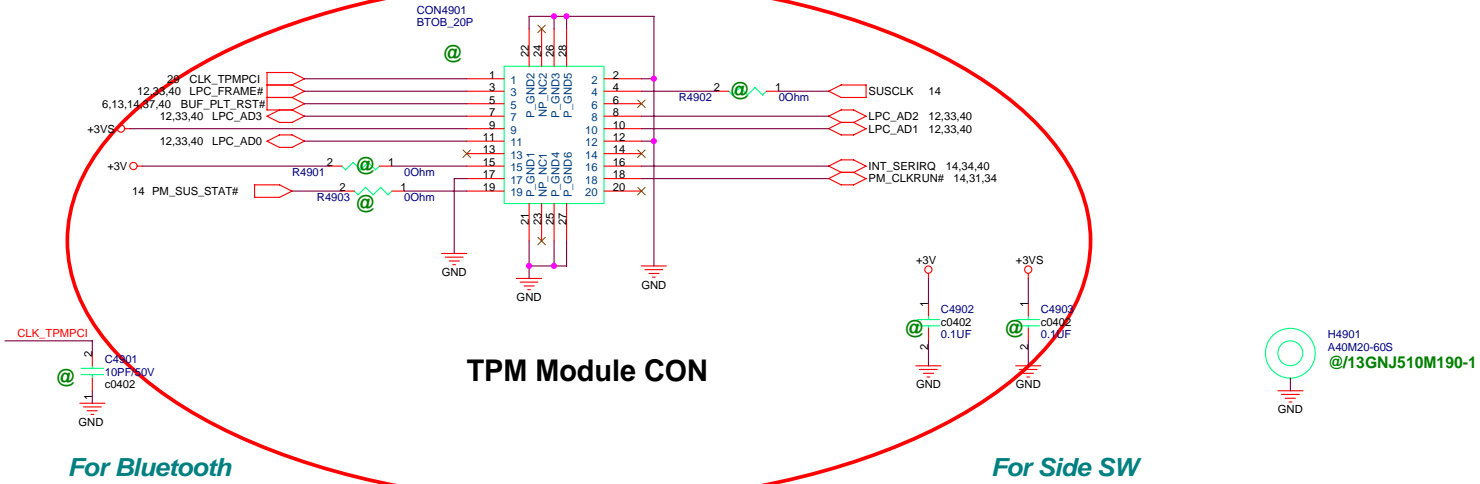 CON4901
BTOB_20P
@
22 24 26 28
P_GND2 NP_NC2 P_GND3 P_GND5
29 CLK_TPMPCI 1 1 2 2
12,33,40 LPC_FRAME# 3 3 4 4 R4902 2 @ 1 0Ohm SUSCLK 14
6,13,14,37,40 BUF_PLT_RST# 5 5 6 6
12,33,40 LPC_AD3 7 7 8 8 LPC_AD2 12,33,40
+3VS 9 9 10 10 LPC_AD1 12,33,40
12,33,40 LPC_AD0 11 11 12 12
13 13 14 14
+3V R4901 2 @ 1 0Ohm 15 15 16 16 INT_SERIRQ 14,34,40
17 17 18 18 PM_CLKRUN# 14,31,34
14 PM_SUS_STAT# R4903 2 @ 1 0Ohm 19 19 20 20
P_GND1 NP_NC1 P_GND4 P_GND6
21 23 25 27
GND
GND
GND
+3V
1
C4902
@ c0402
0.1UF
2
GND
+3VS
1
C4903
@ c0402
0.1UF
2
GND
CLK_TPMPCI
2
C4901
@ 10PF/50V
c0402
1
GND
TPM Module CON
H4901
A40M20-60S
@/13GNJ510M190-1
GND
For Bluetooth
For Side SW